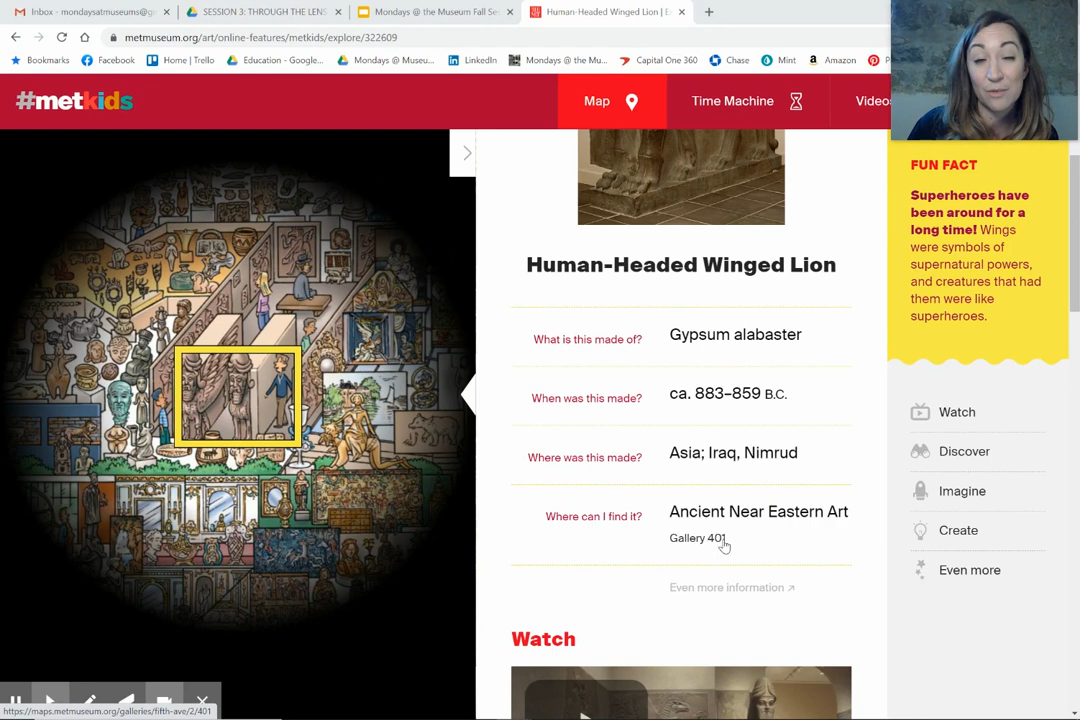 Inbox - mondaysatmuseums@g
SESSION 3: THROUGH THE LENS
Mondays @ the Museum Fall Se
Human-Headed Winged Lion | E
metmuseum.org/art/online-features/metkids/explore/322609
Bookmarks
Facebook
Home | Trello
Education - Google...
Mondays @ Museu...
LinkedIn
Mondays @ the Mu...
Capital One 360
Chase
Mint
Amazon
#metkids
Map
Time Machine
Videos
FUN FACT
Superheroes have
been around for a
long time! Wings
were symbols of
supernatural powers,
and creatures that had
them were like
superheroes.
Human-Headed Winged Lion
What is this made of?
Gypsum alabaster
When was this made?
ca. 883–859 B.C.
Where was this made?
Asia; Iraq, Nimrud
Where can I find it?
Ancient Near Eastern Art
Gallery 401
Even more information ↗
Watch
Watch
Discover
Imagine
Create
Even more
https://maps.metmuseum.org/galleries/fifth-ave/2/401